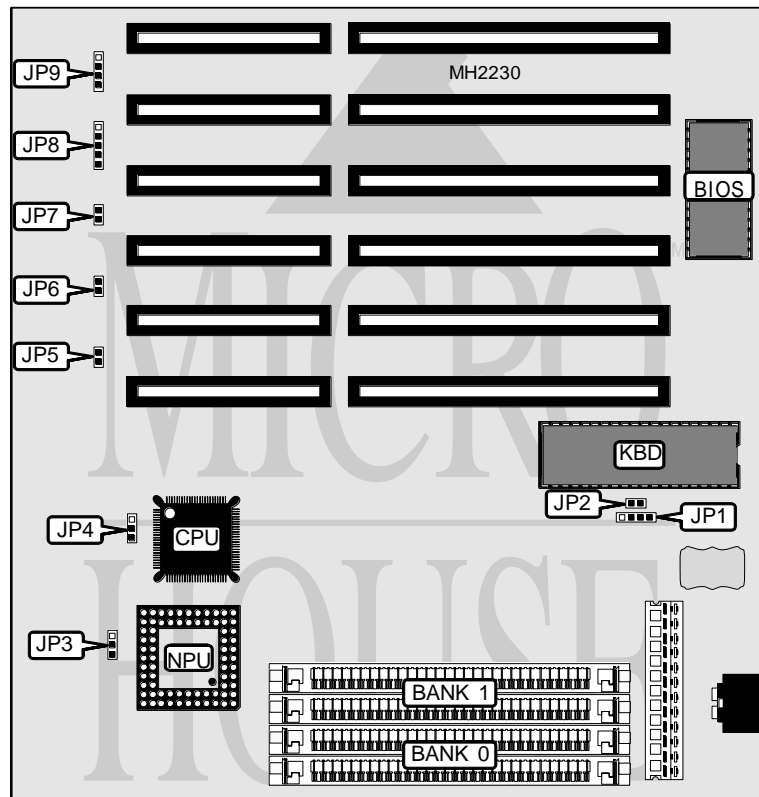 MH2230
JP9
JP8
BIOS
JP7
MICRO
JP6
JP5
KBD
JP2
JP1
JP4
CPU
HOUSE
JP3
NPU
BANK 1
BANK 0